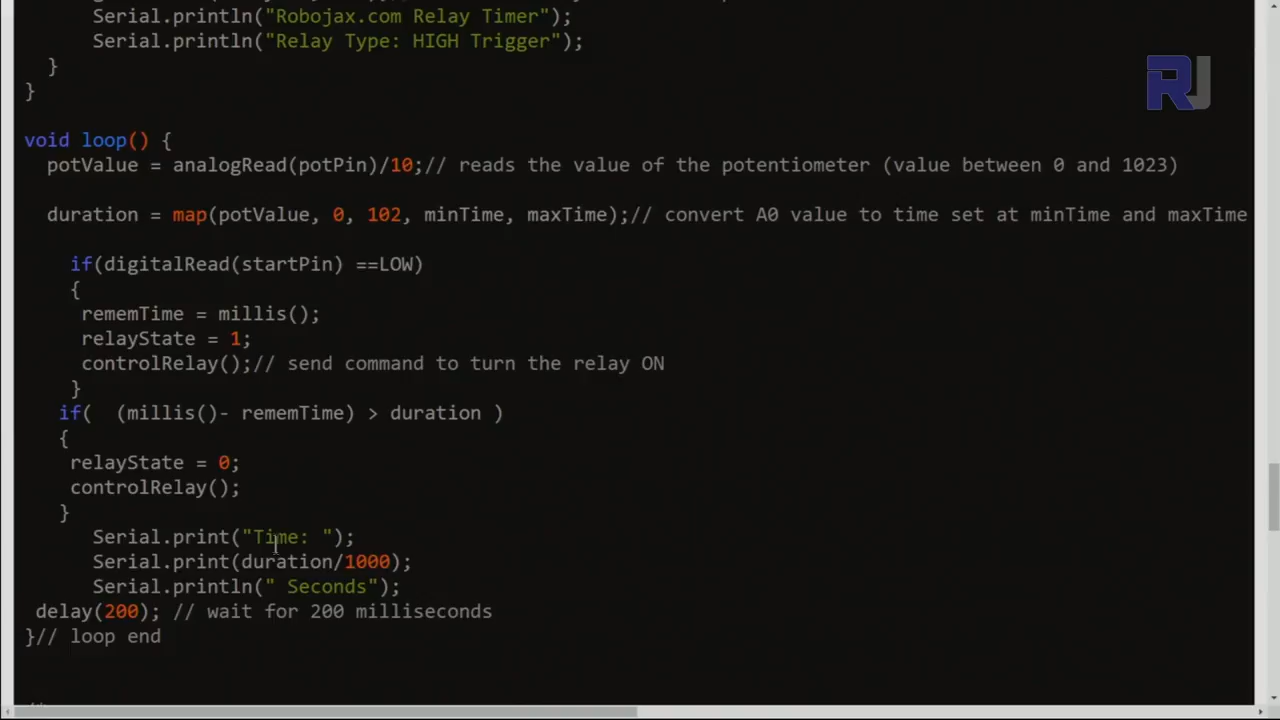 Serial.println("Robojax.com Relay Timer");
Serial.println("Relay Type: HIGH Trigger");
}
}
void loop() {
potValue = analogRead(potPin)/10;// reads the value of the potentiometer (value between 0 and 1023)
duration = map(potValue, 0, 102, minTime, maxTime);// convert A0 value to time set at minTime and maxTime
if(digitalRead(startPin) ==LOW)
{
rememTime = millis();
relayState = 1;
controlRelay();// send command to turn the relay ON
}
if(  (millis()- rememTime) > duration )
{
relayState = 0;
controlRelay();
}
Serial.print("Time: ");
Serial.print(duration/1000);
Serial.println(" Seconds");
delay(200); // wait for 200 milliseconds
}// loop end
RJ